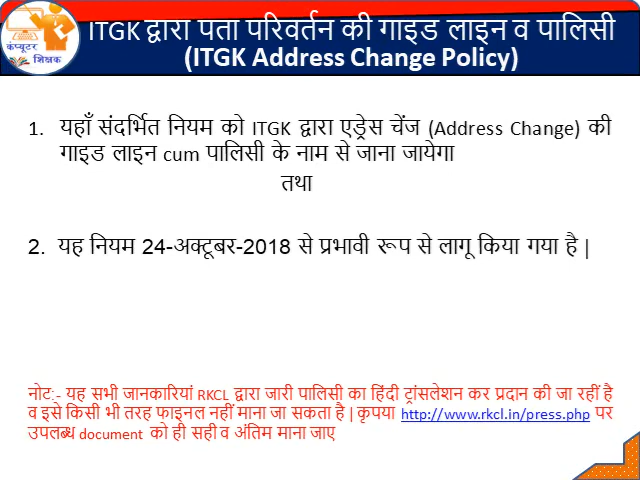 ITGK द्वारा पता परिवर्तन की गाइड लाइन व पालिसी
(ITGK Address Change Policy)
कंप्यूटर
शिक्षक
1. यहाँ संदर्भित नियम को ITGK द्वारा एड्रेस चेंज (Address Change) की
गाइड लाइन cum पालिसी के नाम से जाना जायेगा
तथा
2. यह नियम 24-अक्टूबर-2018 से प्रभावी रूप से लागू किया गया है |
नोट:- यह सभी जानकारियां RKCL द्वारा जारी पालिसी का हिंदी ट्रांसलेशन कर प्रदान की जा रहीं है
व इसे किसी भी तरह फाइनल नहीं माना जा सकता है | कृपया http://www.rkcl.in/press.php पर
उपलब्ध document को ही सही व अंतिम माना जाए